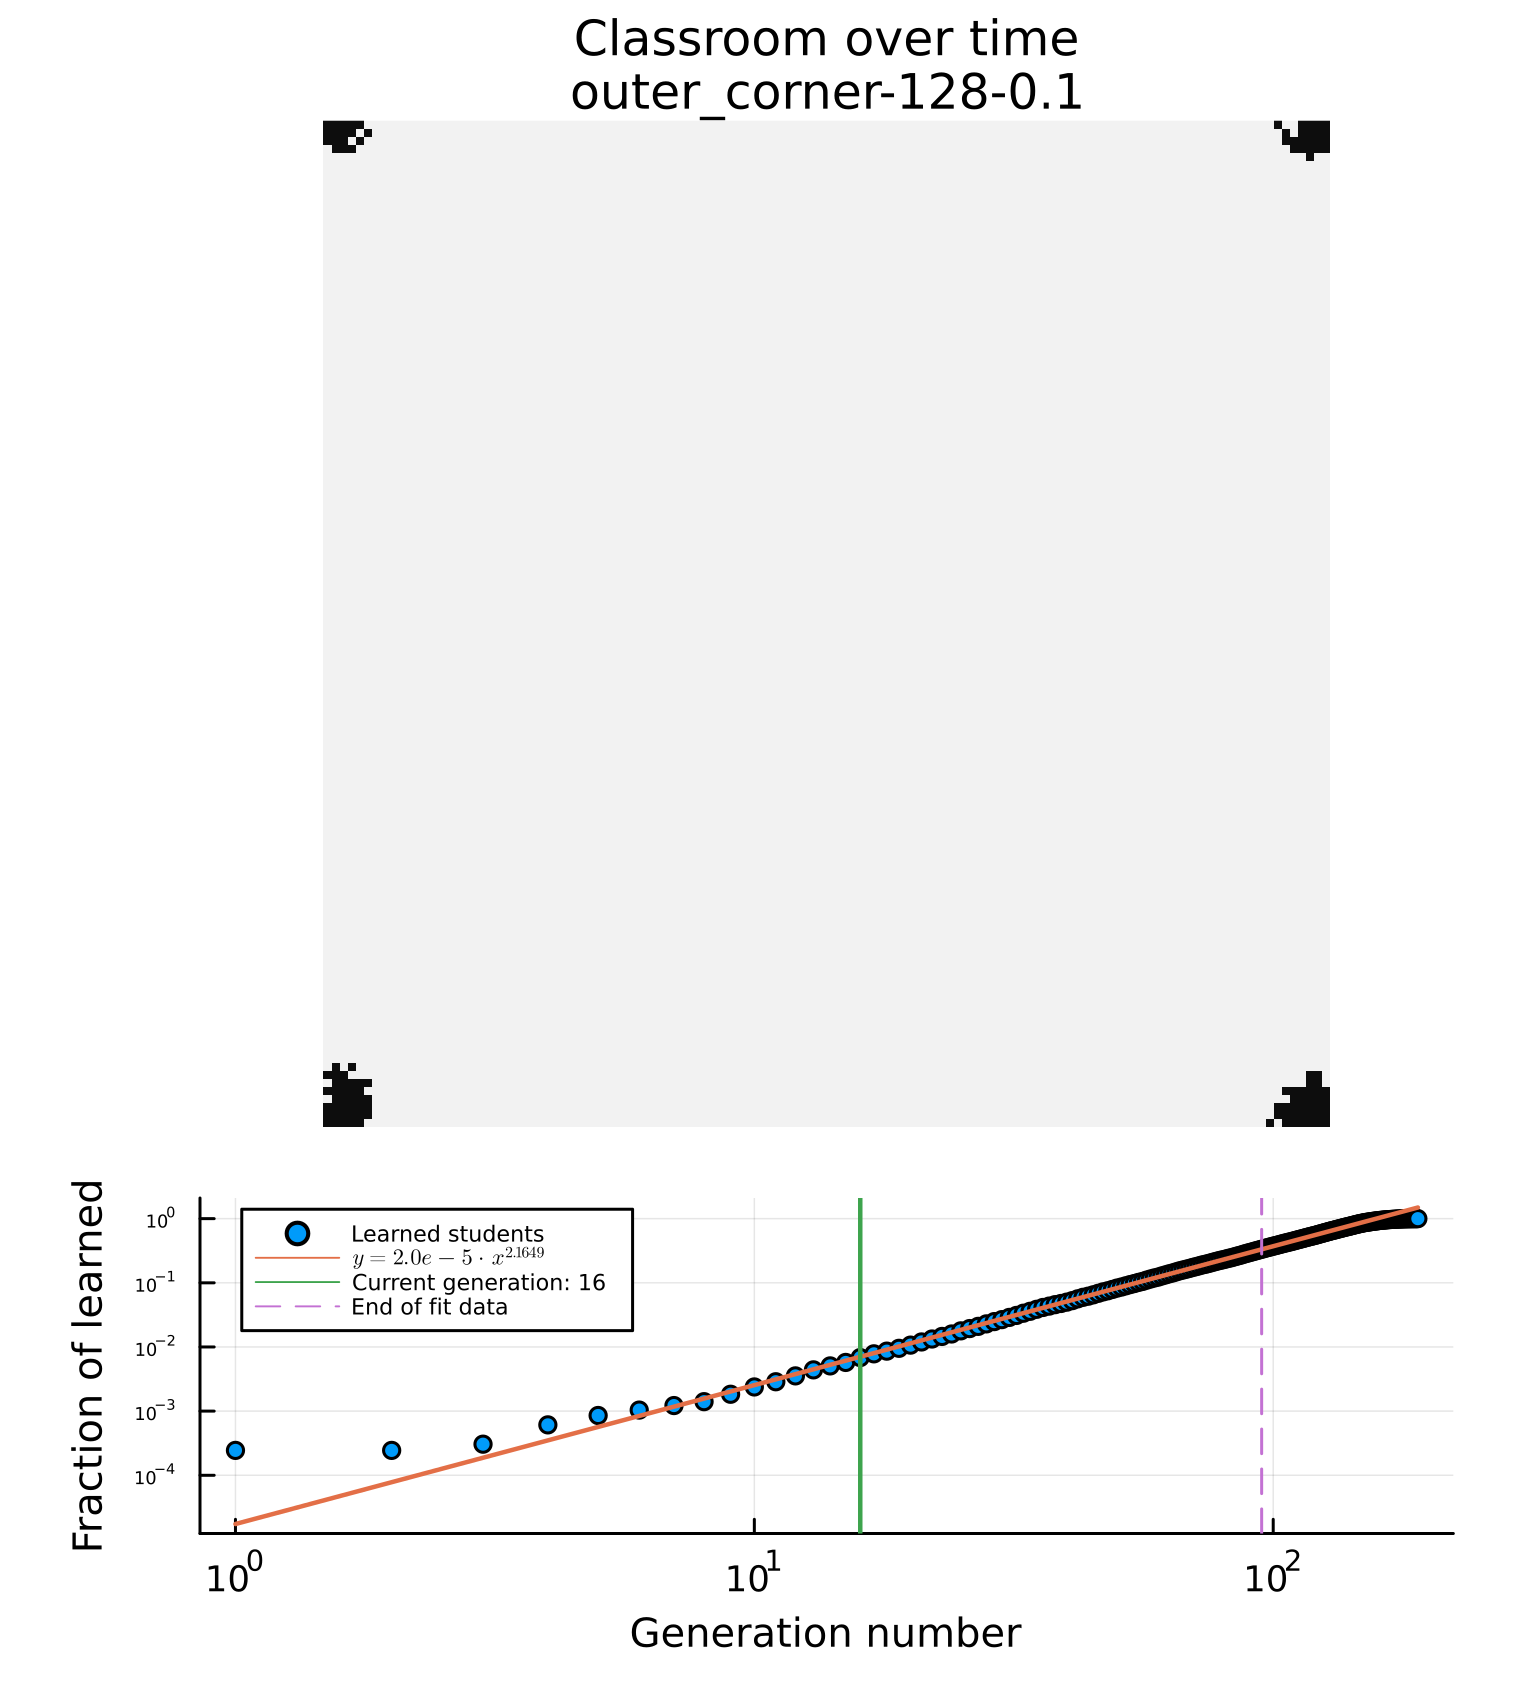 Classroom over time
outer_corner-128-0.1
Fraction of learned
10⁰
10⁻¹
10⁻²
10⁻³
10⁻⁴
Learned students
y = 2.0e − 5 · x^2.1649
Current generation: 16
End of fit data
10⁰ 10¹ 10²
Generation number